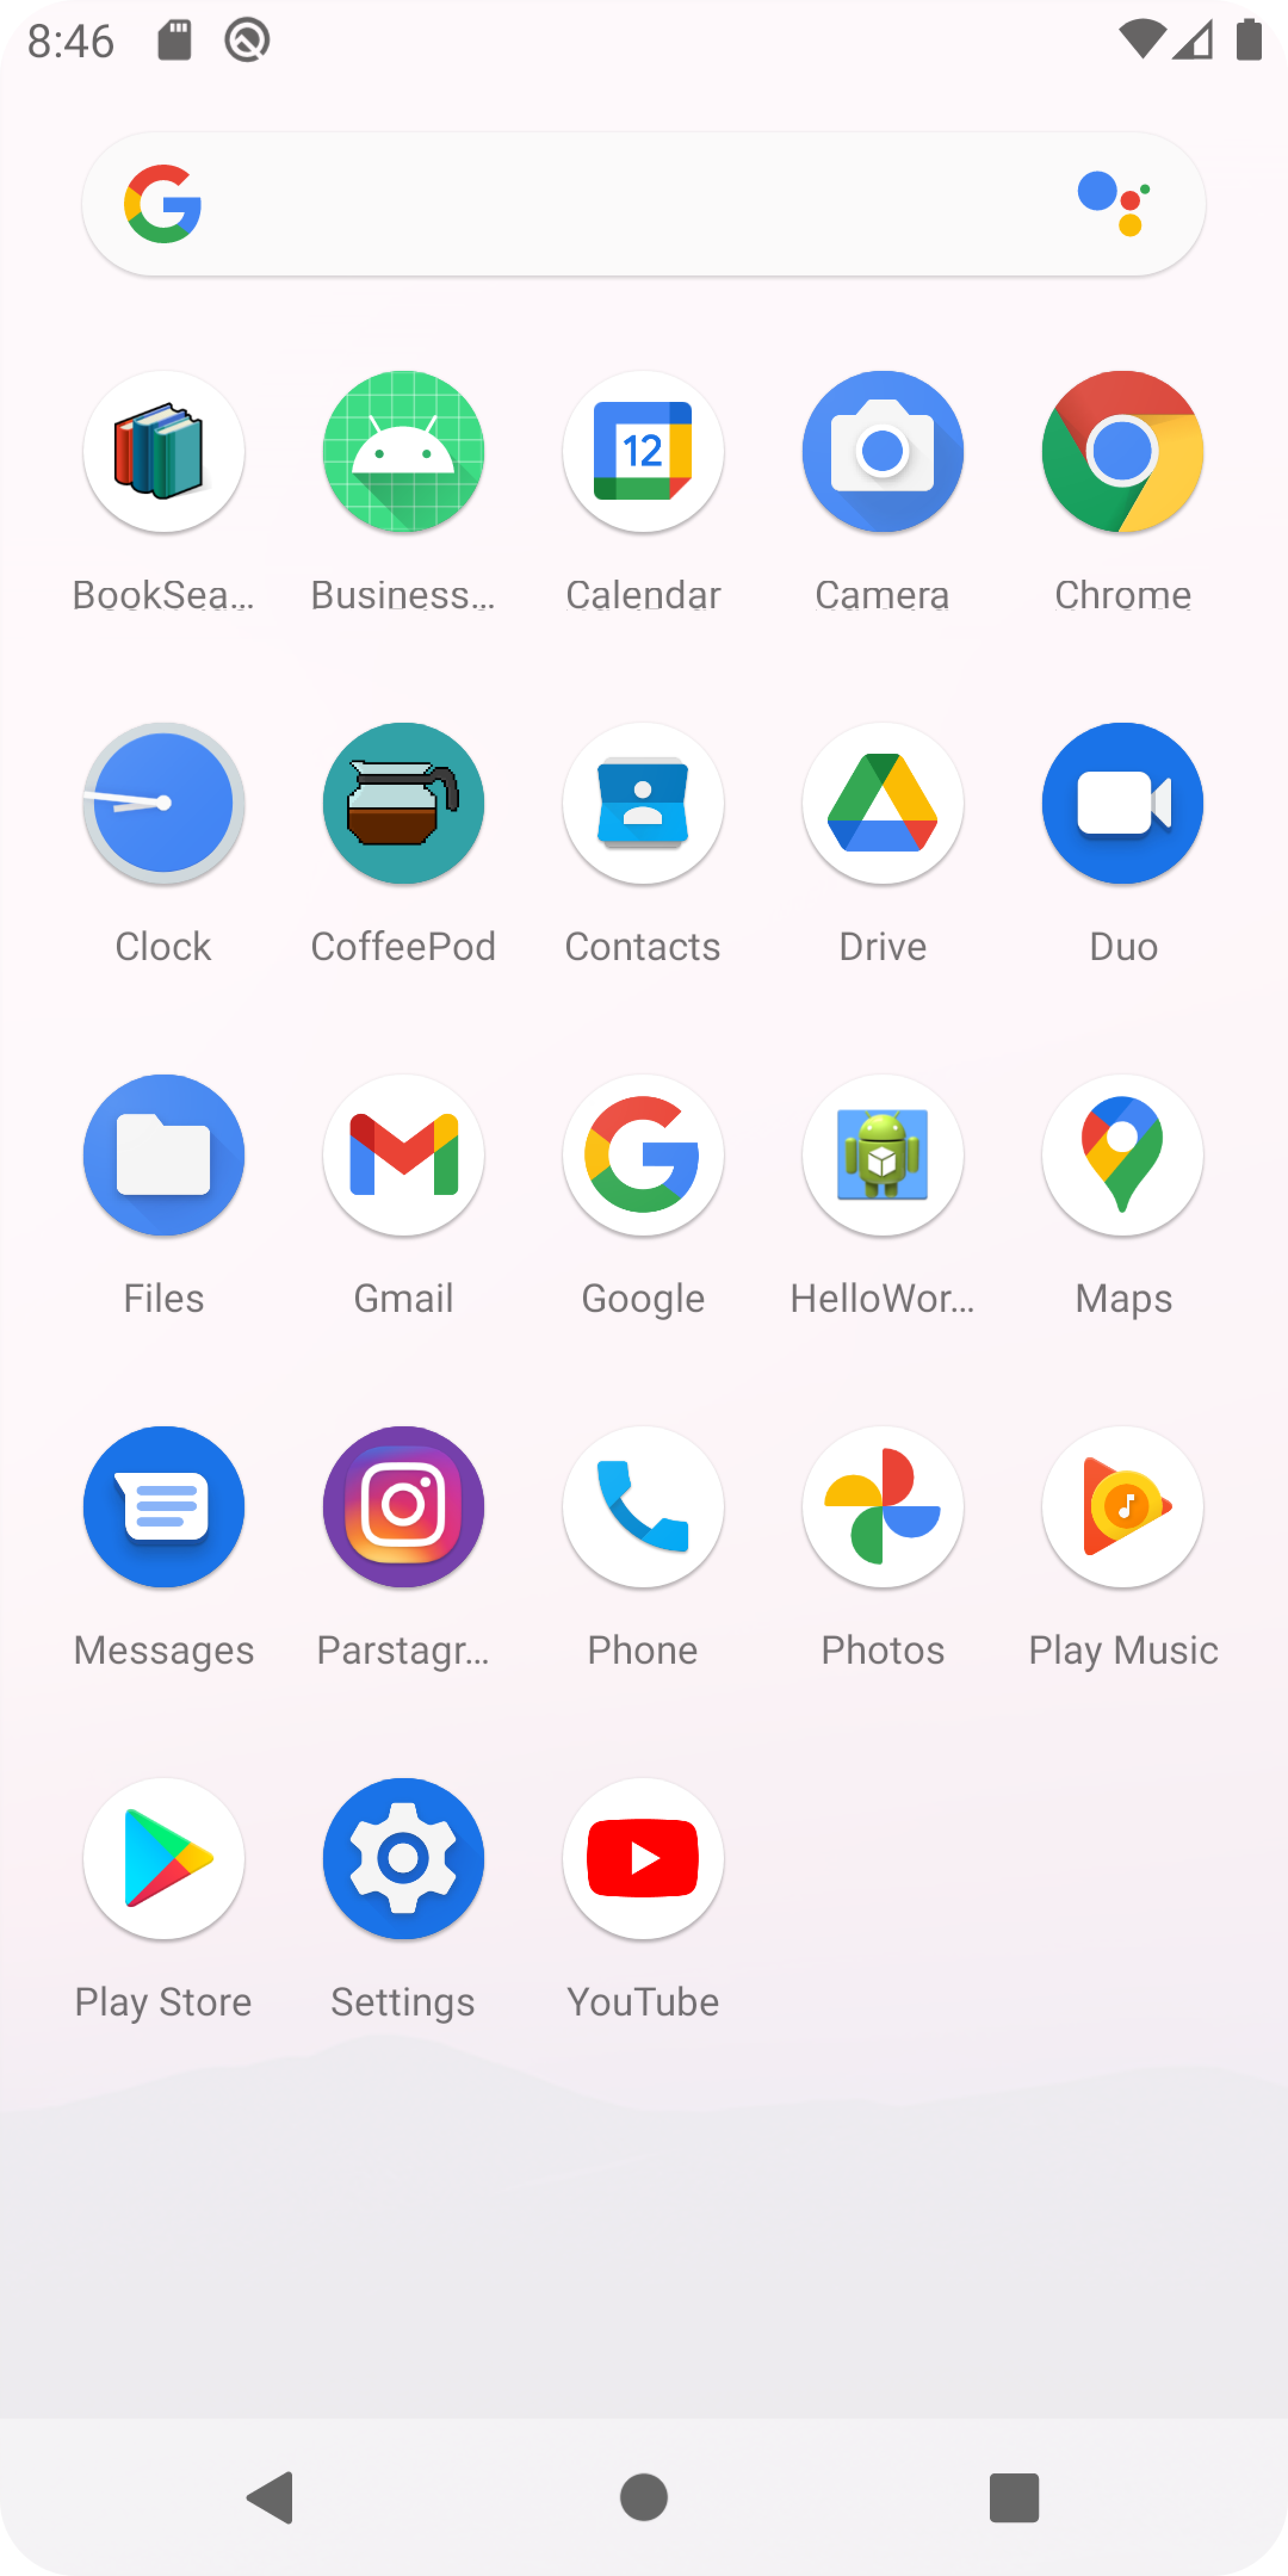 8:46
BookSea…
Business…
12
Calendar
Camera
Chrome
Clock
CoffeePod
Contacts
Drive
Duo
Files
Gmail
Google
HelloWor…
Maps
Messages
Parstagr…
Phone
Photos
Play Music
Play Store
Settings
YouTube